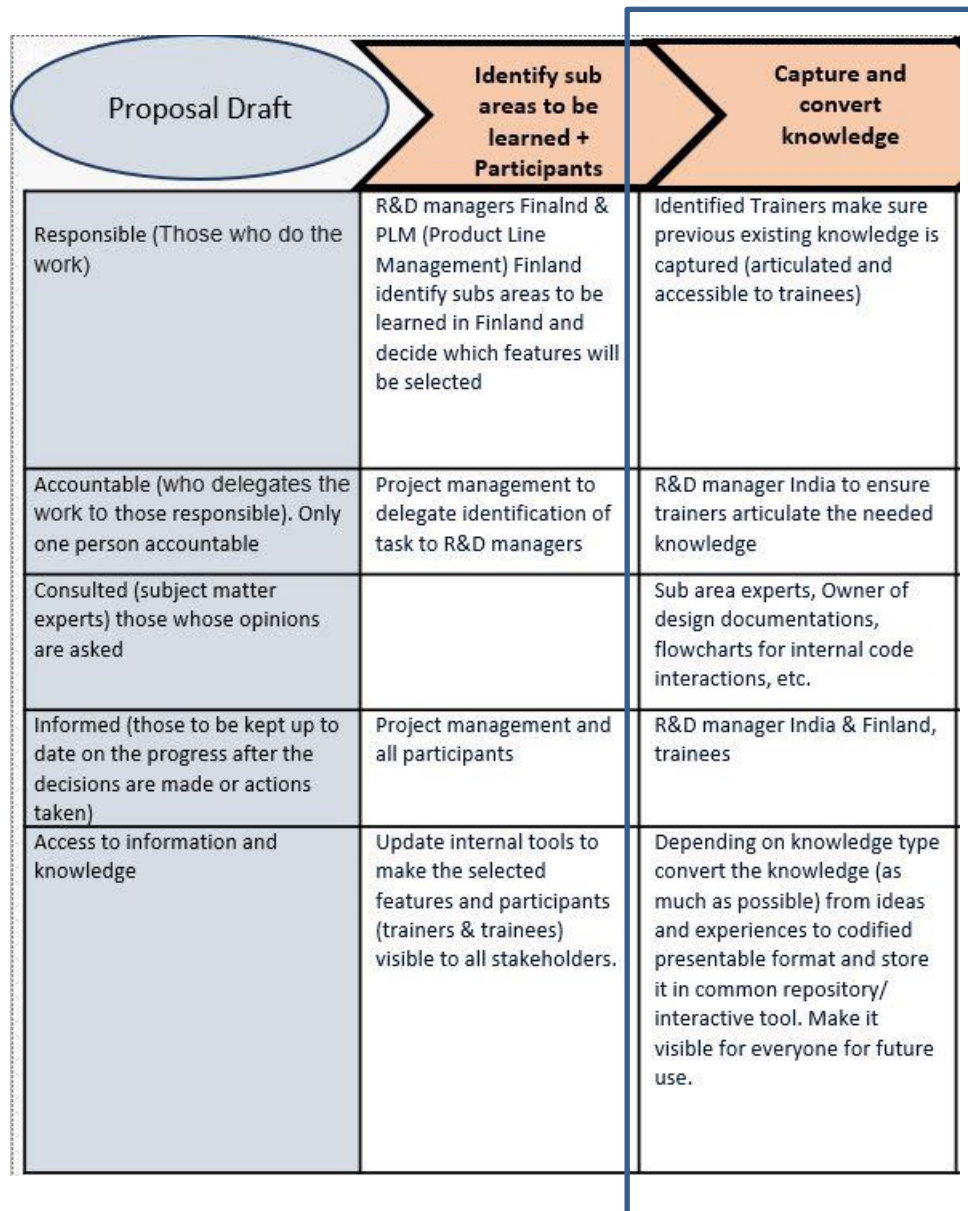 Proposal Draft
Identify sub
areas to be
learned +
Participants
Capture and
convert
knowledge
Responsible (Those who do the
work)
R&D managers Finalnd &
PLM (Product Line
Management) Finland
identify subs areas to be
learned in Finland and
decide which features will
be selected
Identified Trainers make sure
previous existing knowledge is
captured (articulated and
accessible to trainees)
Accountable (who delegates the
work to those responsible). Only
one person accountable
Project management to
delegate identification of
task to R&D managers
R&D manager India to ensure
trainers articulate the needed
knowledge
Consulted (subject matter
experts) those whose opinions
are asked
Sub area experts, Owner of
design documentations,
flowcharts for internal code
interactions, etc.
Informed (those to be kept up to
date on the progress after the
decisions are made or actions
taken)
Project management and
all participants
R&D manager India & Finland,
trainees
Access to information and
knowledge
Update internal tools to
make the selected
features and participants
(trainers & trainees)
visible to all stakeholders.
Depending on knowledge type
convert the knowledge (as
much as possible) from ideas
and experiences to codified
presentable format and store
it in common repository/
interactive tool. Make it
visible for everyone for future
use.